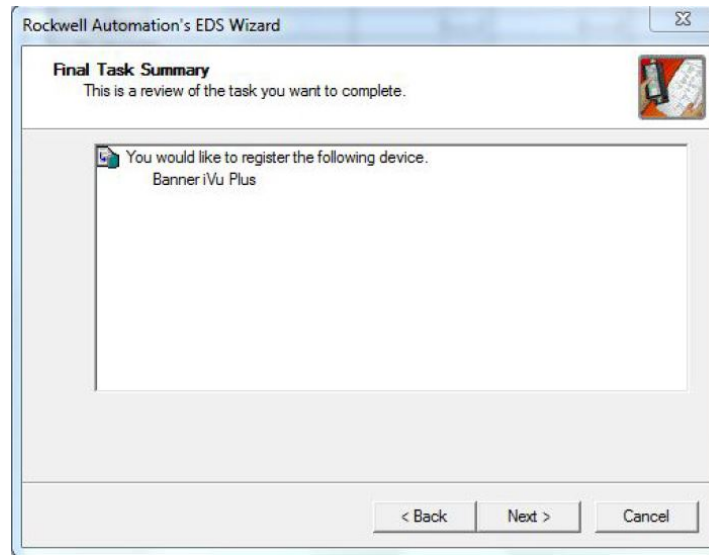 Rockwell Automation's EDS Wizard
Final Task Summary
This is a review of the task you want to complete.
You would like to register the following device.
Banner iVu Plus
< Back
Next >
Cancel